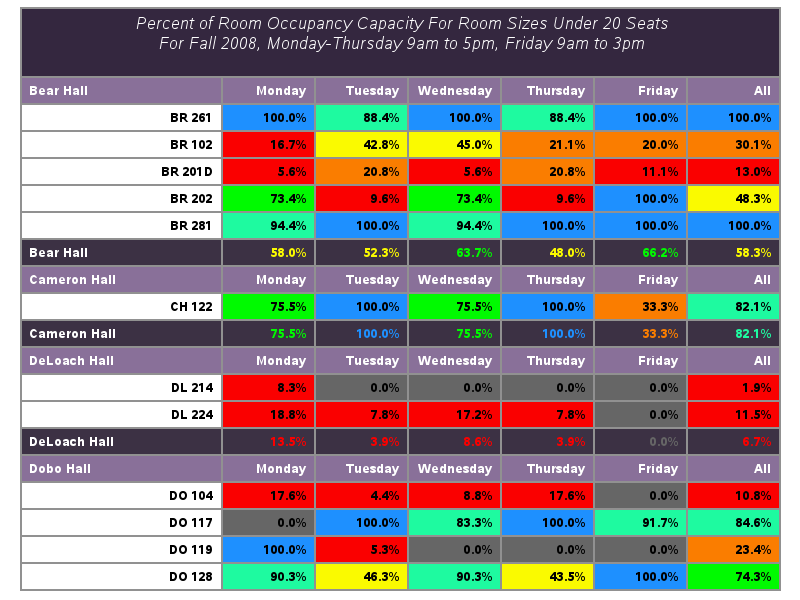 Percent of Room Occupancy Capacity For Room Sizes Under 20 Seats
For Fall 2008, Monday-Thursday 9am to 5pm, Friday 9am to 3pm
Bear Hall Monday Tuesday Wednesday Thursday Friday All
BR 261 100.0% 88.4% 100.0% 88.4% 100.0% 100.0%
BR 102 16.7% 42.8% 45.0% 21.1% 20.0% 30.1%
BR 201D 5.6% 20.8% 5.6% 20.8% 11.1% 13.0%
BR 202 73.4% 9.6% 73.4% 9.6% 100.0% 48.3%
BR 281 94.4% 100.0% 94.4% 100.0% 100.0% 100.0%
Bear Hall 58.0% 52.3% 63.7% 48.0% 66.2% 58.3%
Cameron Hall Monday Tuesday Wednesday Thursday Friday All
CH 122 75.5% 100.0% 75.5% 100.0% 33.3% 82.1%
Cameron Hall 75.5% 100.0% 75.5% 100.0% 33.3% 82.1%
DeLoach Hall Monday Tuesday Wednesday Thursday Friday All
DL 214 8.3% 0.0% 0.0% 0.0% 0.0% 1.9%
DL 224 18.8% 7.8% 17.2% 7.8% 0.0% 11.5%
DeLoach Hall 13.5% 3.9% 8.6% 3.9% 0.0% 6.7%
Dobo Hall Monday Tuesday Wednesday Thursday Friday All
DO 104 17.6% 4.4% 8.8% 17.6% 0.0% 10.8%
DO 117 0.0% 100.0% 83.3% 100.0% 91.7% 84.6%
DO 119 100.0% 5.3% 0.0% 0.0% 0.0% 23.4%
DO 128 90.3% 46.3% 90.3% 43.5% 100.0% 74.3%